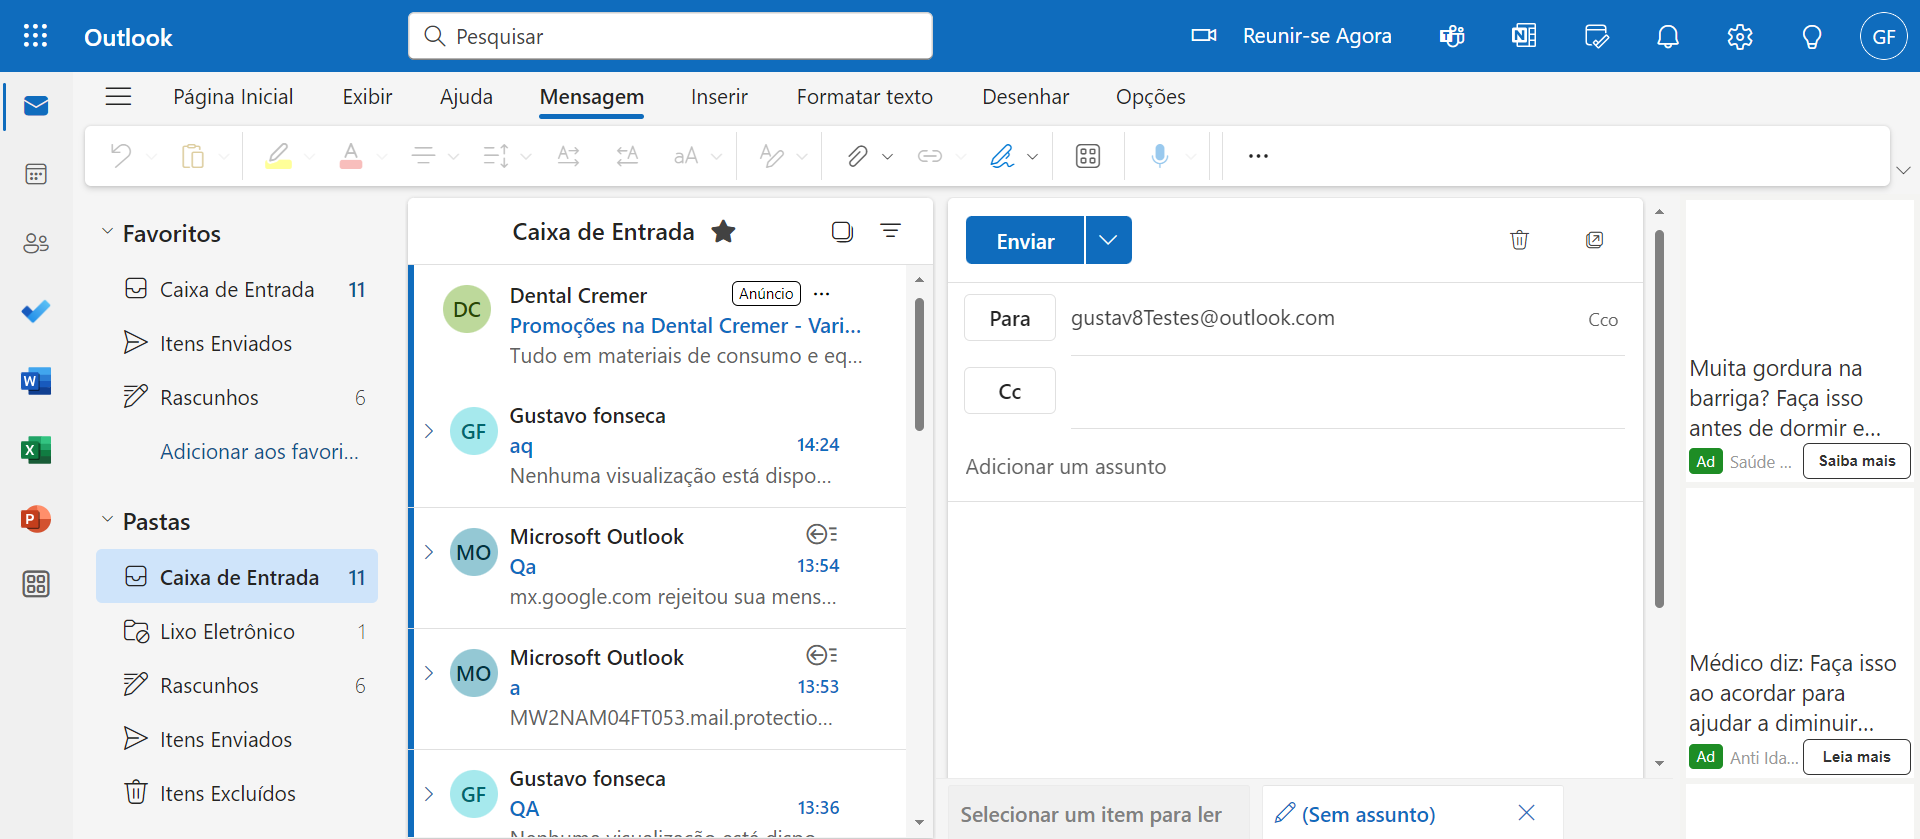 Outlook
Pesquisar
Reunir-se Agora
GF
Página Inicial
Exibir
Ajuda
Mensagem
Inserir
Formatar texto
Desenhar
Opções
Favoritos
Caixa de Entrada 11
Itens Enviados
Rascunhos 6
Adicionar aos favori...
Pastas
Caixa de Entrada 11
Lixo Eletrônico 1
Rascunhos 6
Itens Enviados
Itens Excluídos
Caixa de Entrada
DC
Dental Cremer
Anúncio
Promoções na Dental Cremer - Vari...
Tudo em materiais de consumo e eq...
GF
Gustavo fonseca
aq 14:24
Nenhuma visualização está dispo...
MO
Microsoft Outlook
Qa 13:54
mx.google.com rejeitou sua mens...
MO
Microsoft Outlook
a 13:53
MW2NAM04FT053.mail.protectio...
GF
Gustavo fonseca
QA 13:36
Nenhuma visualização está dispo...
Enviar
Para
gustav8Testes@outlook.com
Cco
Cc
Adicionar um assunto
Selecionar um item para ler
(Sem assunto)
Muita gordura na
barriga? Faça isso
antes de dormir e...
Ad Saúde ... Saiba mais
Médico diz: Faça isso
ao acordar para
ajudar a diminuir...
Ad Anti Ida... Leia mais